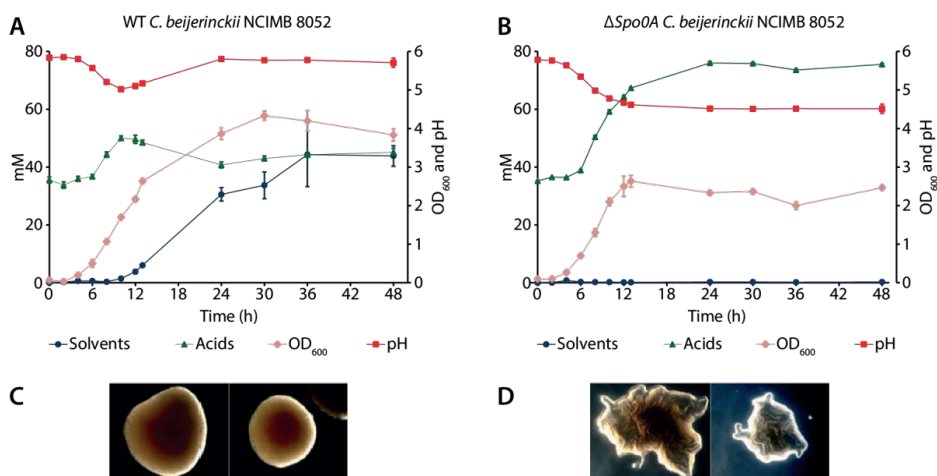 A
WT C. beijerinckii NCIMB 8052
80
60
40
20
0
mM
6
5
4
3
2
1
0
OD600 and pH
0 6 12 18 24 30 36 42 48
Time (h)
Solvents Acids OD600 pH
B
ΔSpo0A C. beijerinckii NCIMB 8052
80
60
40
20
0
mM
6
5
4
3
2
1
0
OD600 and pH
0 6 12 18 24 30 36 42 48
Time (h)
Solvents Acids OD600 pH
C
D